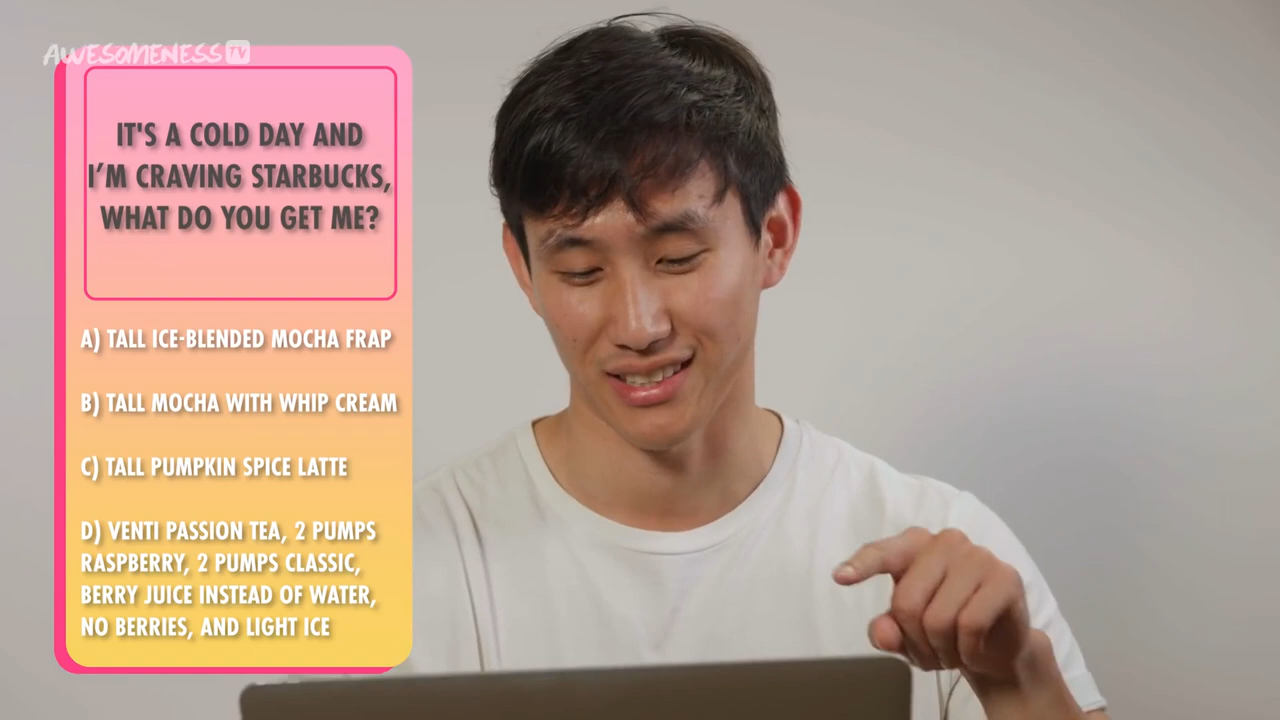 AWESOMENESS TV
IT'S A COLD DAY AND
I'M CRAVING STARBUCKS,
WHAT DO YOU GET ME?
A) TALL ICE-BLENDED MOCHA FRAP
B) TALL MOCHA WITH WHIP CREAM
C) TALL PUMPKIN SPICE LATTE
D) VENTI PASSION TEA, 2 PUMPS
RASPBERRY, 2 PUMPS CLASSIC,
BERRY JUICE INSTEAD OF WATER,
NO BERRIES, AND LIGHT ICE